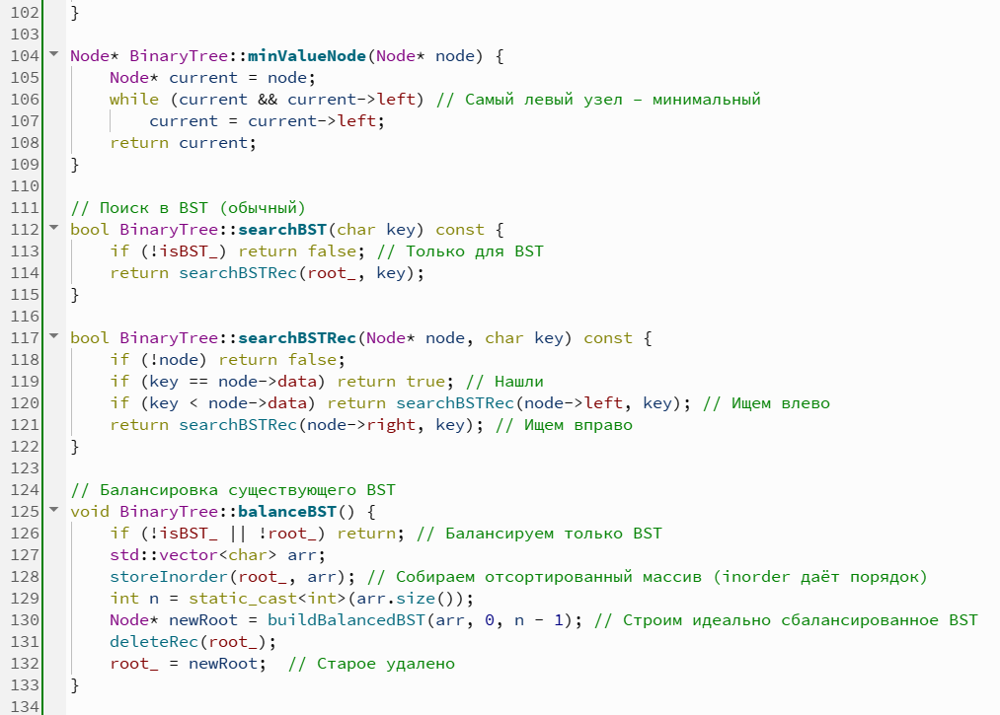 102 }
103
104 Node* BinaryTree::minValueNode(Node* node) {
105     Node* current = node;
106     while (current && current->left) // Самый левый узел – минимальный
107         current = current->left;
108     return current;
109 }
110
111 // Поиск в BST (обычный)
112 bool BinaryTree::searchBST(char key) const {
113     if (!isBST_) return false; // Только для BST
114     return searchBSTRec(root_, key);
115 }
116
117 bool BinaryTree::searchBSTRec(Node* node, char key) const {
118     if (!node) return false;
119     if (key == node->data) return true; // Нашли
120     if (key < node->data) return searchBSTRec(node->left, key); // Ищем влево
121     return searchBSTRec(node->right, key); // Ищем вправо
122 }
123
124 // Балансировка существующего BST
125 void BinaryTree::balanceBST() {
126     if (!isBST_ || !root_) return; // Балансируем только BST
127     std::vector<char> arr;
128     storeInorder(root_, arr); // Собираем отсортированный массив (inorder даёт порядок)
129     int n = static_cast<int>(arr.size());
130     Node* newRoot = buildBalancedBST(arr, 0, n - 1); // Строим идеально сбалансированное BST
131     deleteRec(root_);
132     root_ = newRoot;  // Старое удалено
133 }
134